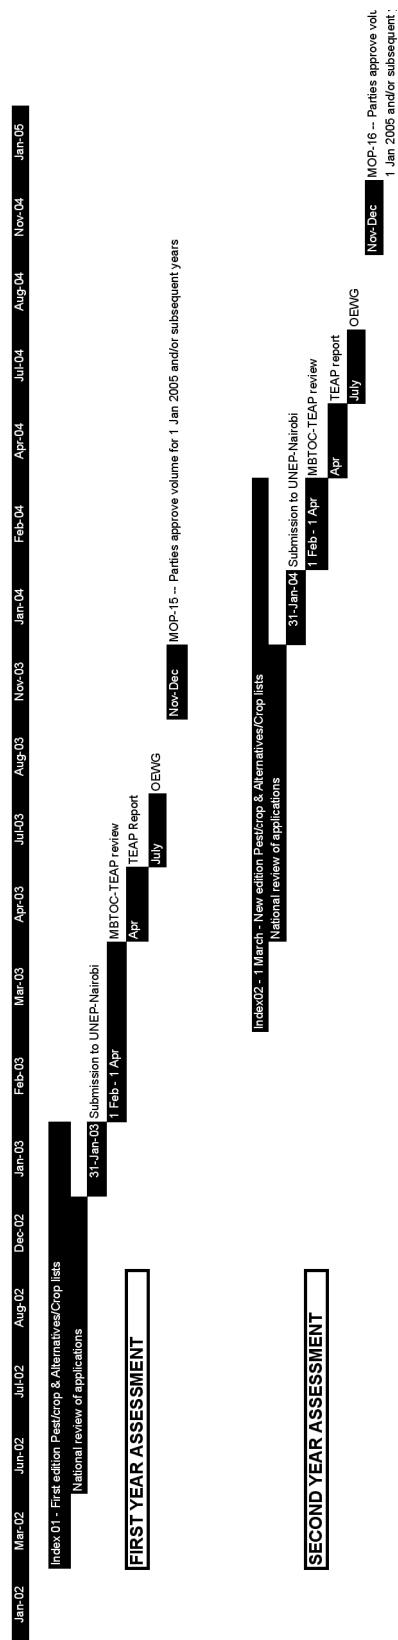 Jan-02 Mar-02 Jun-02 Jul-02 Aug-02 Dec-02 Jan-03 Feb-03 Mar-03 Apr-03 Jul-03 Aug-03 Nov-03 Jan-04 Feb-04 Apr-04 Jul-04 Aug-04 Nov-04 Jan-05
Index 01 - First edition Pest/crop & Alternatives/Crop lists
National review of applications
31-Jan-03 Submission to UNEP-Nairobi
1 Feb - 1 Apr MBTOC-TEAP review
FIRST YEAR ASSESSMENT
Apr TEAP Report
July OEWG
Nov-Dec MOP-15 -- Parties approve volume for 1 Jan 2005 and/or subsequent years
Index02 - 1 March - New edition Pest/crop & Alternatives/Crop lists
National review of applications
31-Jan-04 Submission to UNEP-Nairobi
SECOND YEAR ASSESSMENT
1 Feb - 1 Apr MBTOC-TEAP review
Apr TEAP report
July OEWG
Nov-Dec MOP-16 -- Parties approve
1 Jan 2005 and/or subsequent